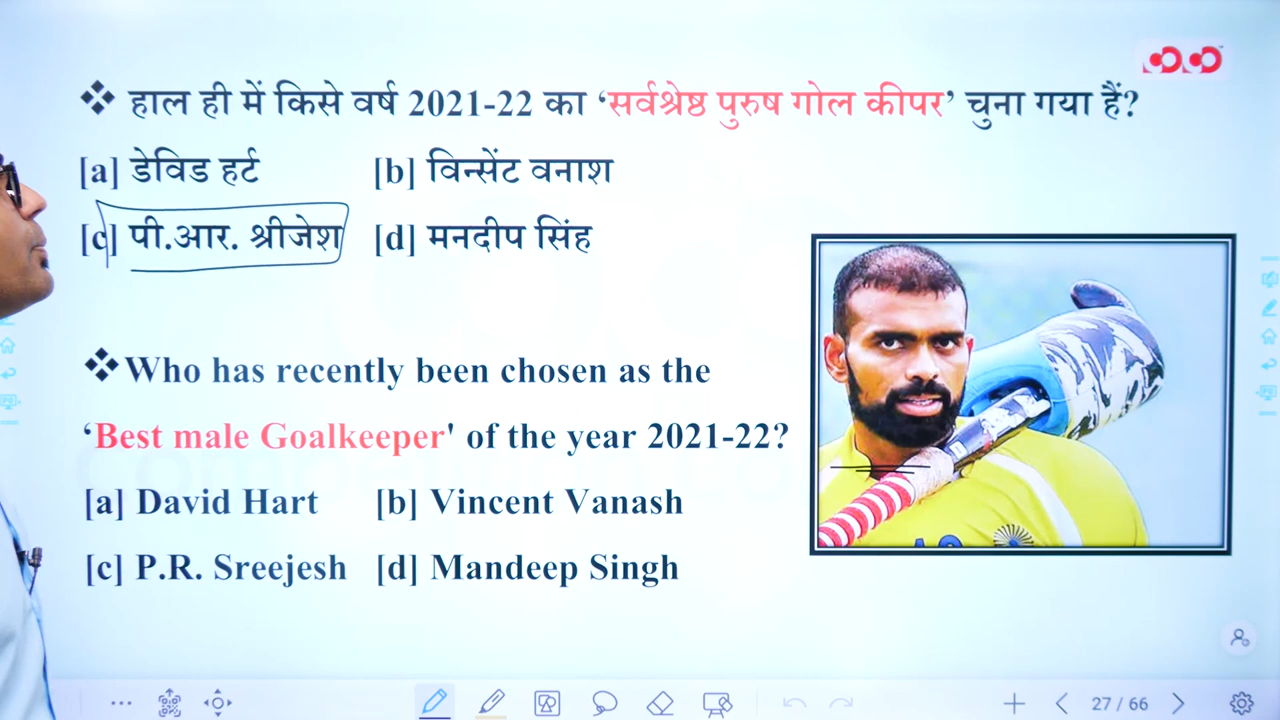 ❖ हाल ही में किसे वर्ष 2021-22 का ‘सर्वश्रेष्ठ पुरुष गोल कीपर’ चुना गया हैं?
[a] डेविड हर्ट [b] विन्सेंट वनाश
[c] पी.आर. श्रीजेश [d] मनदीप सिंह
❖Who has recently been chosen as the
‘Best male Goalkeeper' of the year 2021-22?
[a] David Hart [b] Vincent Vanash
[c] P.R. Sreejesh [d] Mandeep Singh
27 / 66